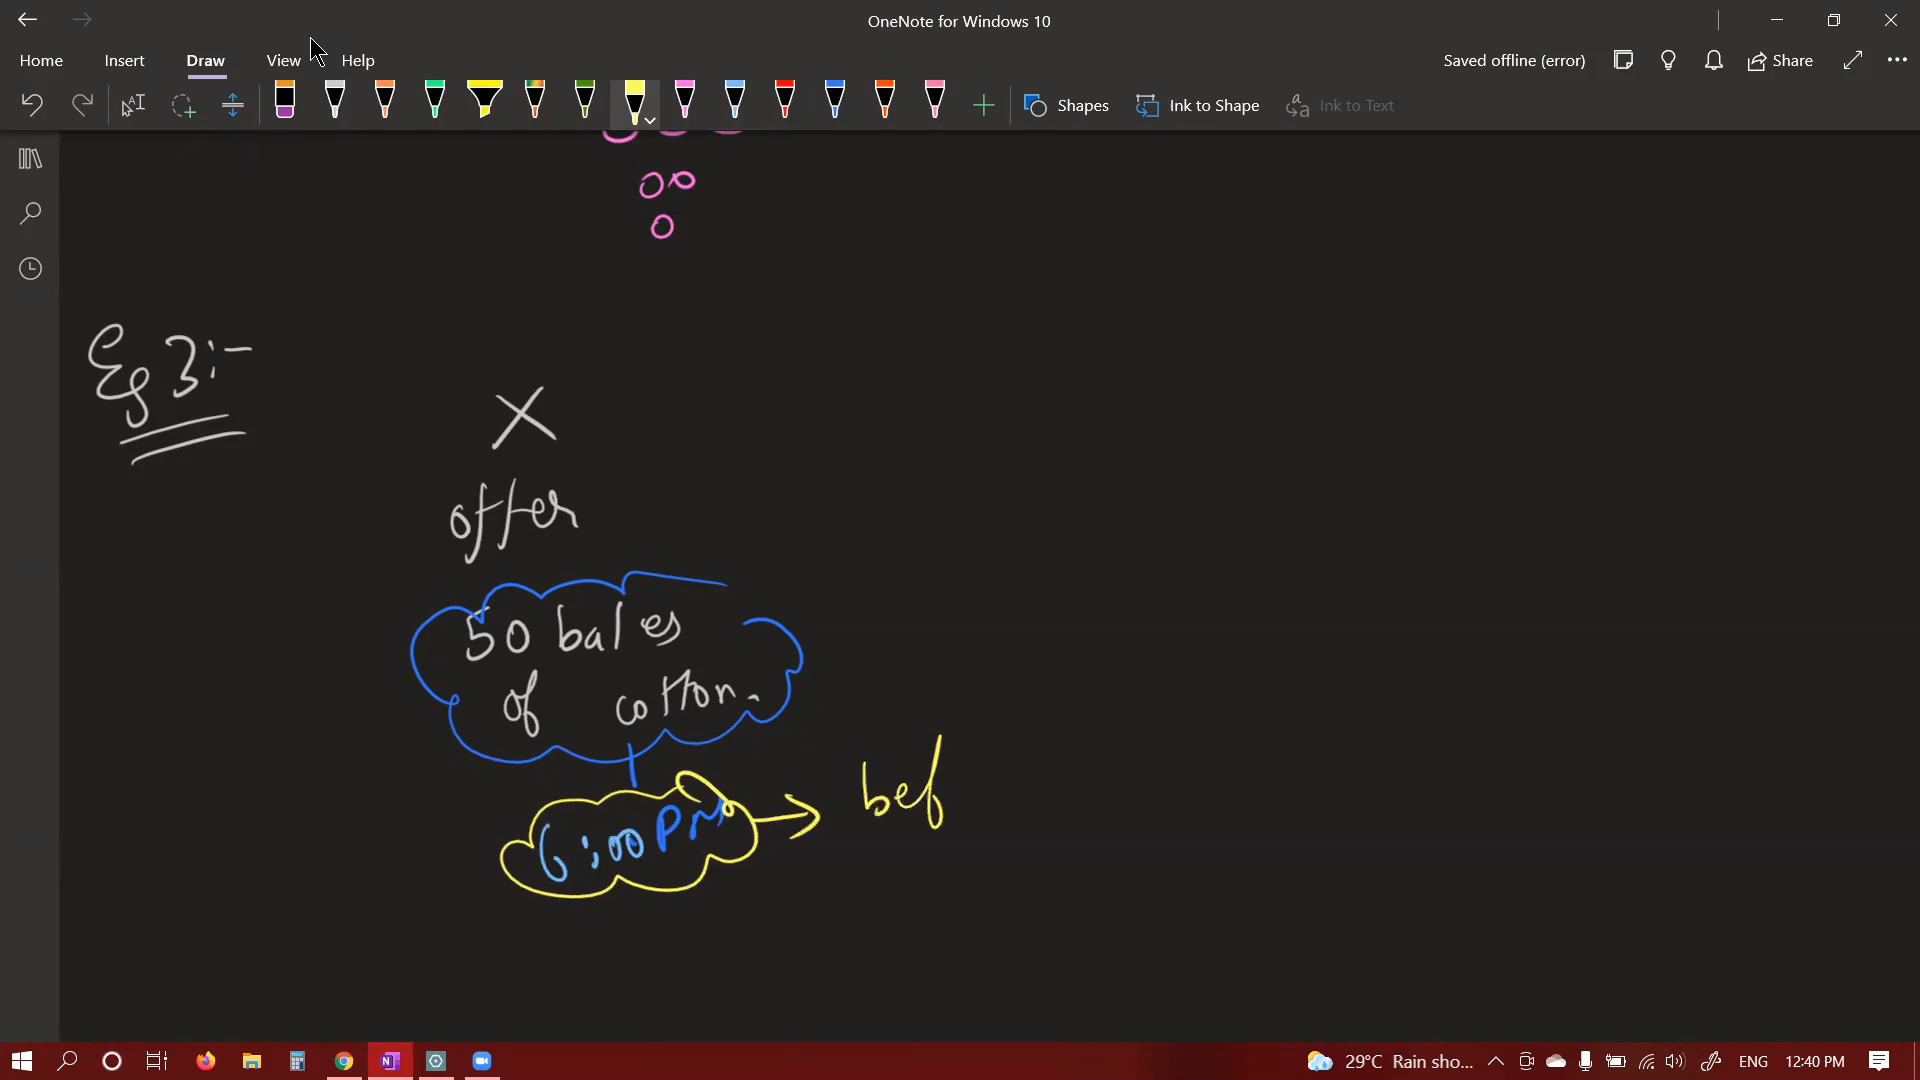 OneNote for Windows 10
Home Insert Draw View Help
Saved offline (error) Share
Shapes Ink to Shape Ink to Text
Eg 3:-
X
offer
50 bales
of cotton.
6:00 PM → bef
29°C Rain sho... ENG 12:40 PM